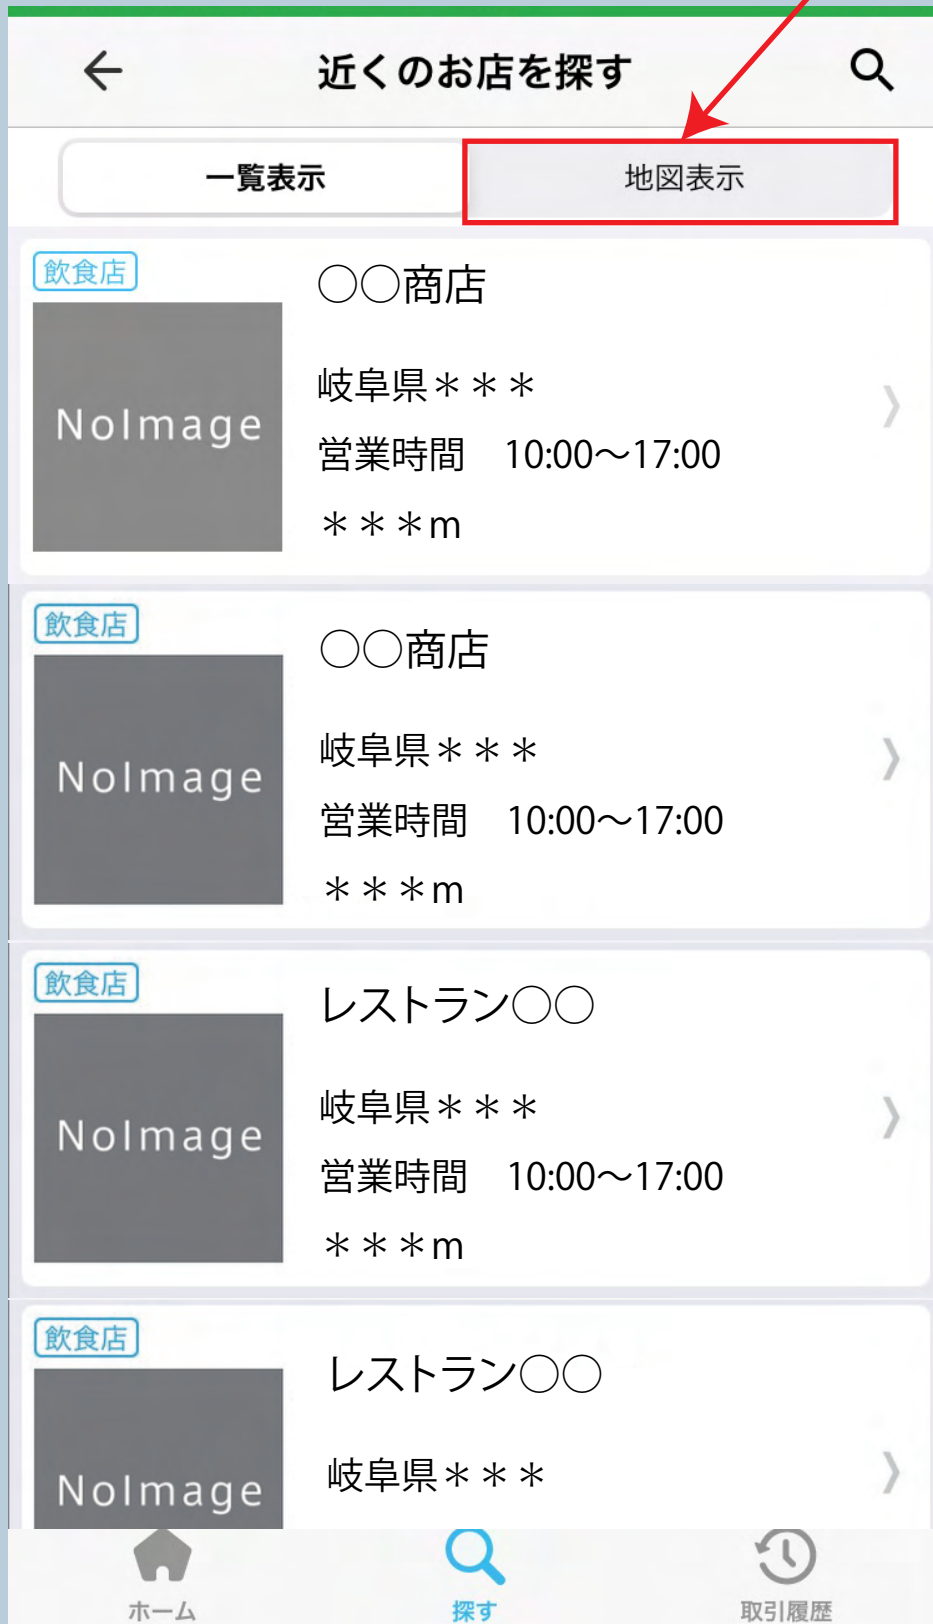 近くのお店を探す
一覧表示
地図表示
飲食店
○○商店
NoImage
岐阜県＊＊＊
営業時間　10:00～17:00
＊＊＊m
飲食店
○○商店
NoImage
岐阜県＊＊＊
営業時間　10:00～17:00
＊＊＊m
飲食店
レストラン○○
NoImage
岐阜県＊＊＊
営業時間　10:00～17:00
＊＊＊m
飲食店
レストラン○○
NoImage
岐阜県＊＊＊
ホーム
探す
取引履歴